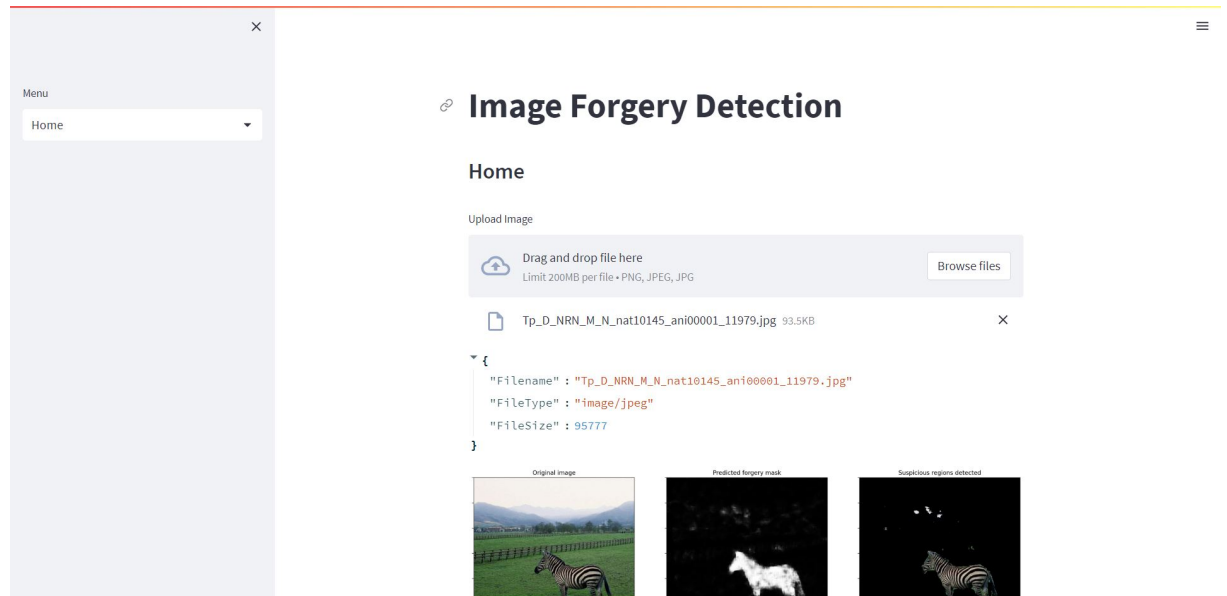 Menu
Home
Image Forgery Detection
Home
Upload Image
Drag and drop file here
Limit 200MB per file • PNG, JPEG, JPG
Browse files
Tp_D_NRN_M_N_nat10145_ani00001_11979.jpg 93.5KB
{
"Filename" : "Tp_D_NRN_M_N_nat10145_ani00001_11979.jpg"
"FileType" : "image/jpeg"
"FileSize" : 95777
}
Original image
Predicted forgery mask
Suspicious regions detected